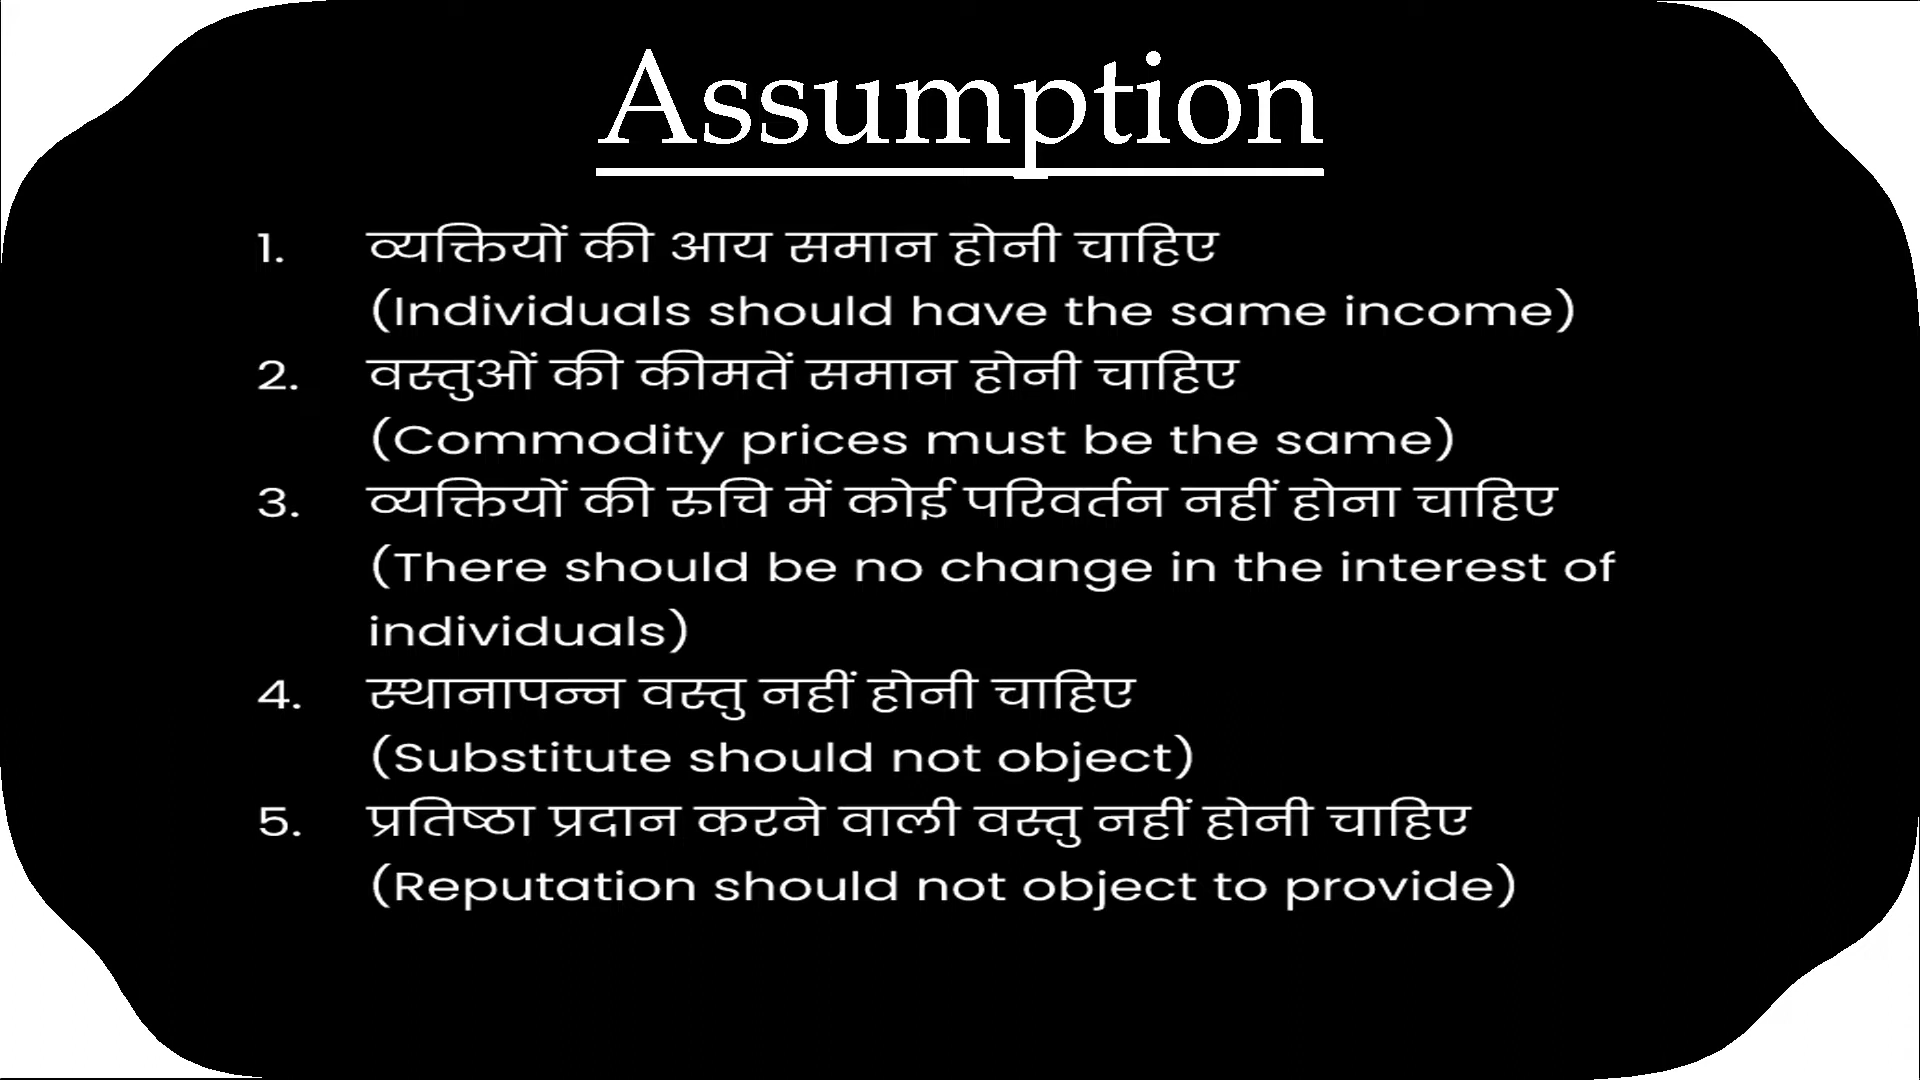 Assumption
1. व्यक्तियों की आय समान होनी चाहिए
(Individuals should have the same income)
2. वस्तुओं की कीमतें समान होनी चाहिए
(Commodity prices must be the same)
3. व्यक्तियों की रुचि में कोई परिवर्तन नहीं होना चाहिए
(There should be no change in the interest of
individuals)
4. स्थानापन्न वस्तु नहीं होनी चाहिए
(Substitute should not object)
5. प्रतिष्ठा प्रदान करने वाली वस्तु नहीं होनी चाहिए
(Reputation should not object to provide)